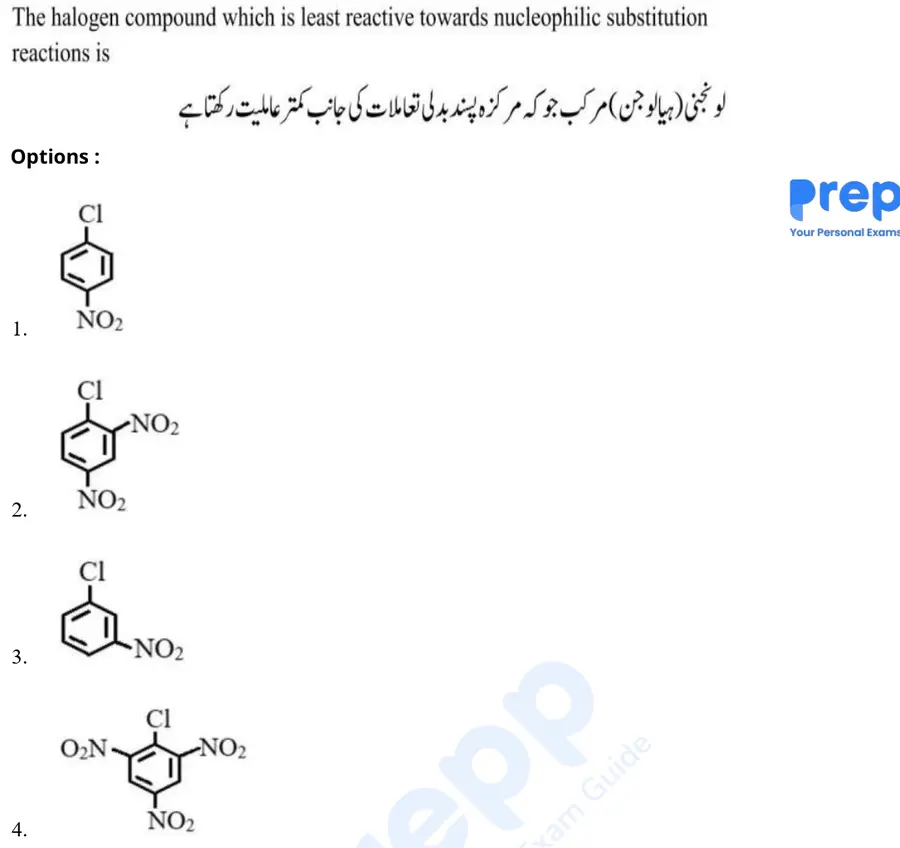 The halogen compound which is least reactive towards nucleophilic substitution
reactions is
لونجنی (ہیالوجن) مرکب جو کہ مرکزہ پسند بدلی تعاملات کی جانب کمتر عاملیت رکھتا ہے
Options :
Prep
Your Personal Exams
Cl
NO₂
1.
Cl
NO₂
NO₂
2.
Cl
NO₂
3.
Cl
O₂N
NO₂
NO₂
4.
epp
Exam Guide